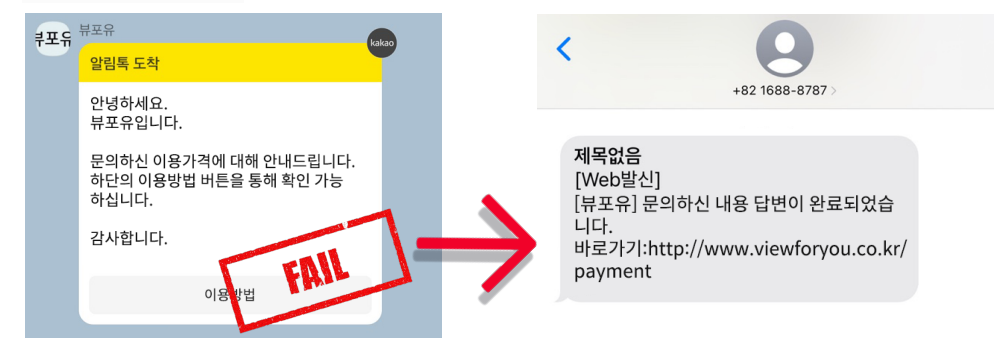 뷰포유
뷰포유
kakao
알림톡 도착
안녕하세요.
뷰포유입니다.
문의하신 이용가격에 대해 안내드립니다.
하단의 이용방법 버튼을 통해 확인 가능
하십니다.
감사합니다.
FAIL
이용방법
+82 1688-8787
제목없음
[Web발신]
[뷰포유] 문의하신 내용 답변이 완료되었습
니다.
바로가기:http://www.viewforyou.co.kr/
payment